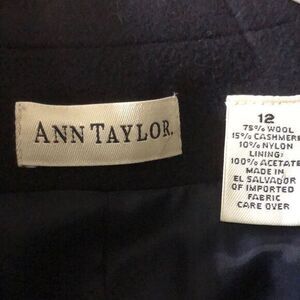 ANN TAYLOR.
12
75% WOOL
15% CASHMERE
10% NYLON
LINING:
100% ACETATE
MADE IN
EL SALVADOR
OF IMPORTED
FABRIC
CARE OVER